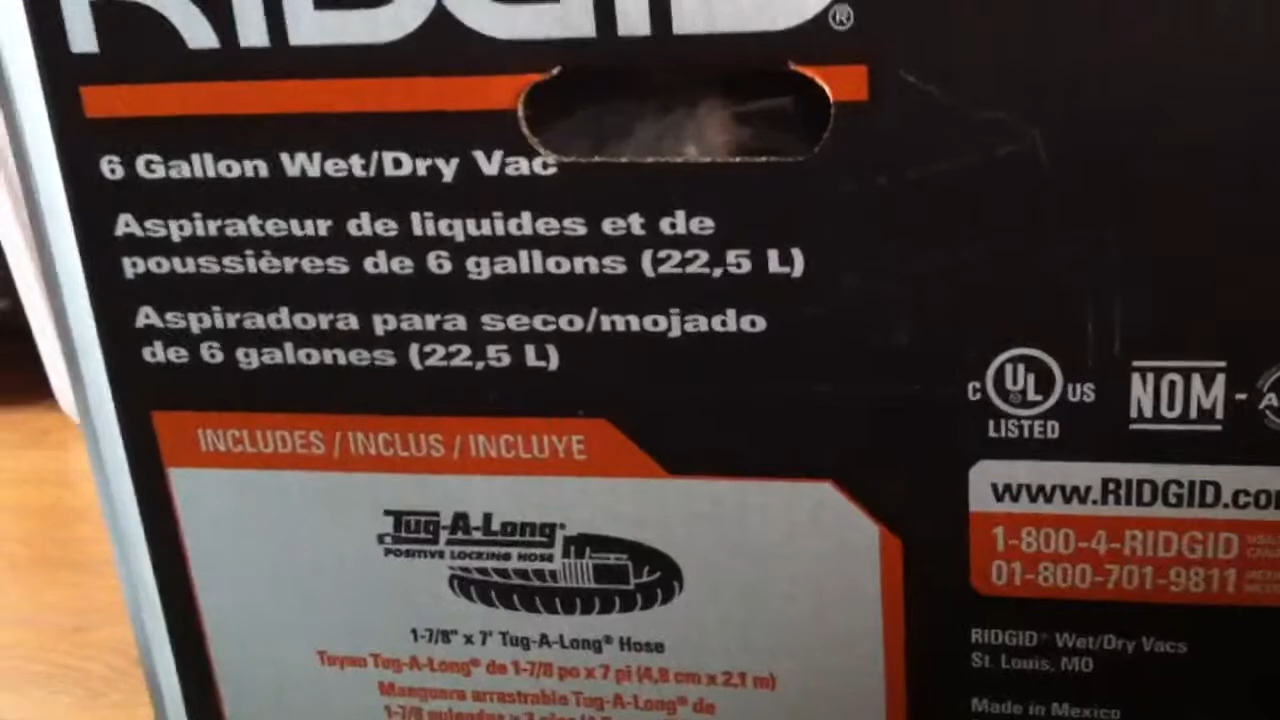 RIDGID®
6 Gallon Wet/Dry Vac
Aspirateur de liquides et de
poussières de 6 gallons (22,5 L)
Aspiradora para seco/mojado
de 6 galones (22,5 L)
INCLUDES / INCLUS / INCLUYE
Tug-A-Long®
POSITIVE LOCKING HOSE
1-7/8" x 7' Tug-A-Long® Hose
Tuyau Tug-A-Long® de 1-7/8 po x 7 pi (4,8 cm x 2,1 m)
Manguera arrastrable Tug-A-Long® de
1-7/8
C UL US
LISTED
NOM-
www.RIDGID.co
1-800-4-RIDGID
01-800-701-9811
RIDGID® Wet/Dry Vacs
St. Louis, MO
Made in Mexico